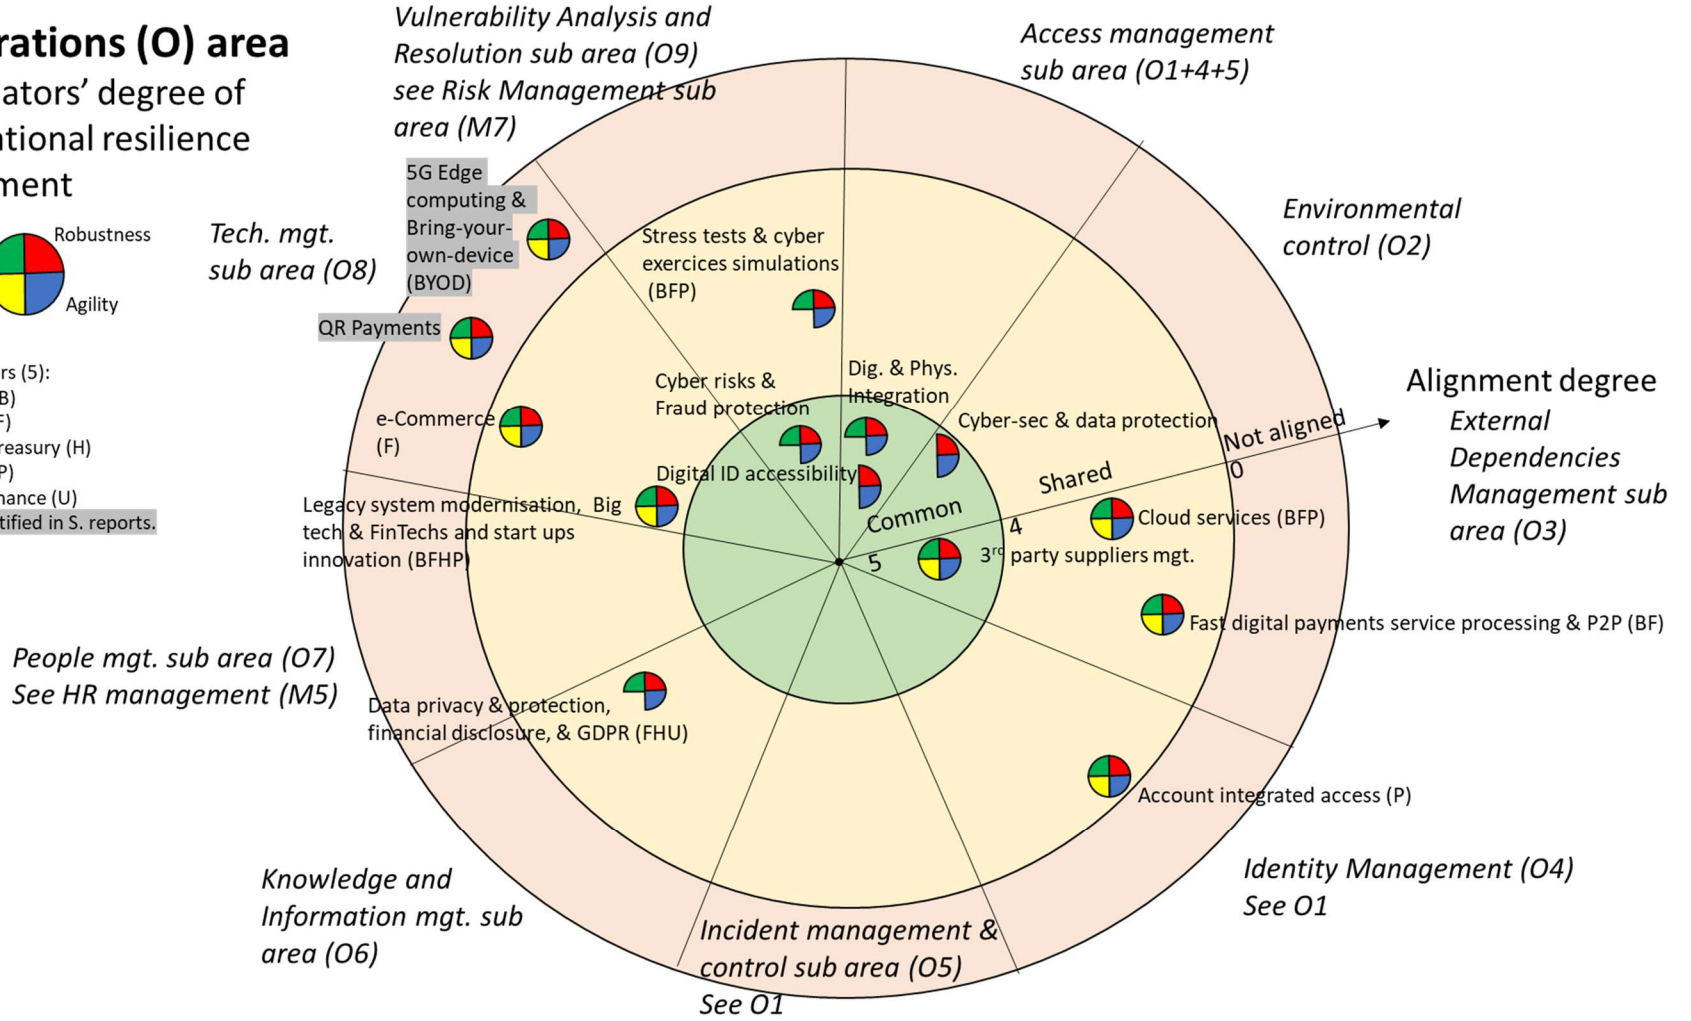 rations (O) area
ators’ degree of
ational resilience
ment
Robustness
Agility
rs (5):
B)
F)
reasury (H)
P)
nance (U)
tified in S. reports.
Vulnerability Analysis and
Resolution sub area (O9)
see Risk Management sub
area (M7)
Access management
sub area (O1+4+5)
Environmental
control (O2)
Tech. mgt.
sub area (O8)
5G Edge
computing &
Bring-your-
own-device
(BYOD)
QR Payments
e-Commerce
(F)
Stress tests & cyber
exercices simulations
(BFP)
Cyber risks &
Fraud protection
Dig. & Phys.
Integration
Cyber-sec & data protection
Digital ID accessibility
Alignment degree
External
Dependencies
Management sub
area (O3)
Not aligned
0
Shared
4
Common
5
Legacy system modernisation, Big
tech & FinTechs and start ups
innovation (BFHP)
Cloud services (BFP)
3rd party suppliers mgt.
Fast digital payments service processing & P2P (BF)
People mgt. sub area (O7)
See HR management (M5)
Data privacy & protection,
financial disclosure, & GDPR (FHU)
Account integrated access (P)
Identity Management (O4)
See O1
Knowledge and
Information mgt. sub
area (O6)
Incident management &
control sub area (O5)
See O1